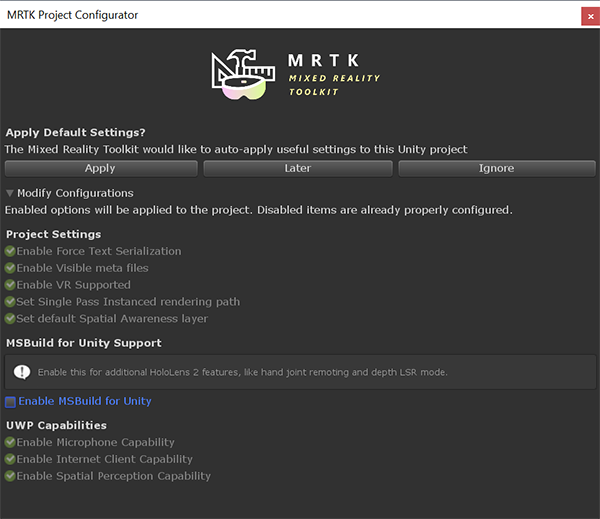 MRTK Project Configurator
MRTK
MIXED REALITY
TOOLKIT
Apply Default Settings?
The Mixed Reality Toolkit would like to auto-apply useful settings to this Unity project
Apply Later Ignore
Modify Configurations
Enabled options will be applied to the project. Disabled items are already properly configured.
Project Settings
Enable Force Text Serialization
Enable Visible meta files
Enable VR Supported
Set Single Pass Instanced rendering path
Set default Spatial Awareness layer
MSBuild for Unity Support
Enable this for additional HoloLens 2 features, like hand joint remoting and depth LSR mode.
Enable MSBuild for Unity
UWP Capabilities
Enable Microphone Capability
Enable Internet Client Capability
Enable Spatial Perception Capability